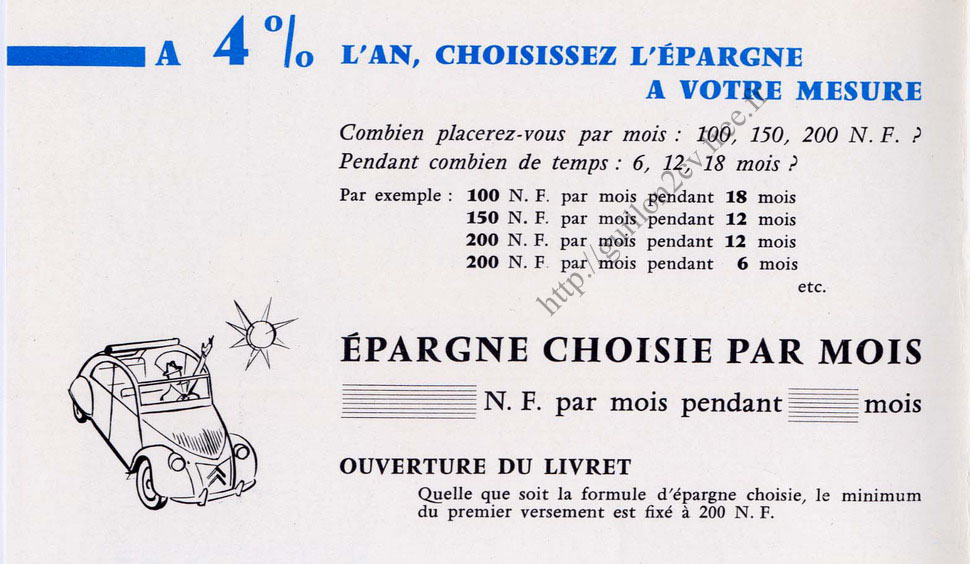 A 4% L'AN, CHOISISSEZ L'ÉPARGNE
A VOTRE MESURE
Combien placerez-vous par mois : 100, 150, 200 N. F. ?
Pendant combien de temps : 6, 12, 18 mois ?
Par exemple : 100 N. F. par mois pendant 18 mois
150 N. F. par mois pendant 12 mois
200 N. F. par mois pendant 12 mois
200 N. F par mois pendant 6 mois
etc.
ÉPARGNE CHOISIE PAR MOIS
N. F. par mois pendant mois
OUVERTURE DU LIVRET
Quelle que soit la formule d'épargne choisie, le minimum
du premier versement est fixé à 200 N. F.